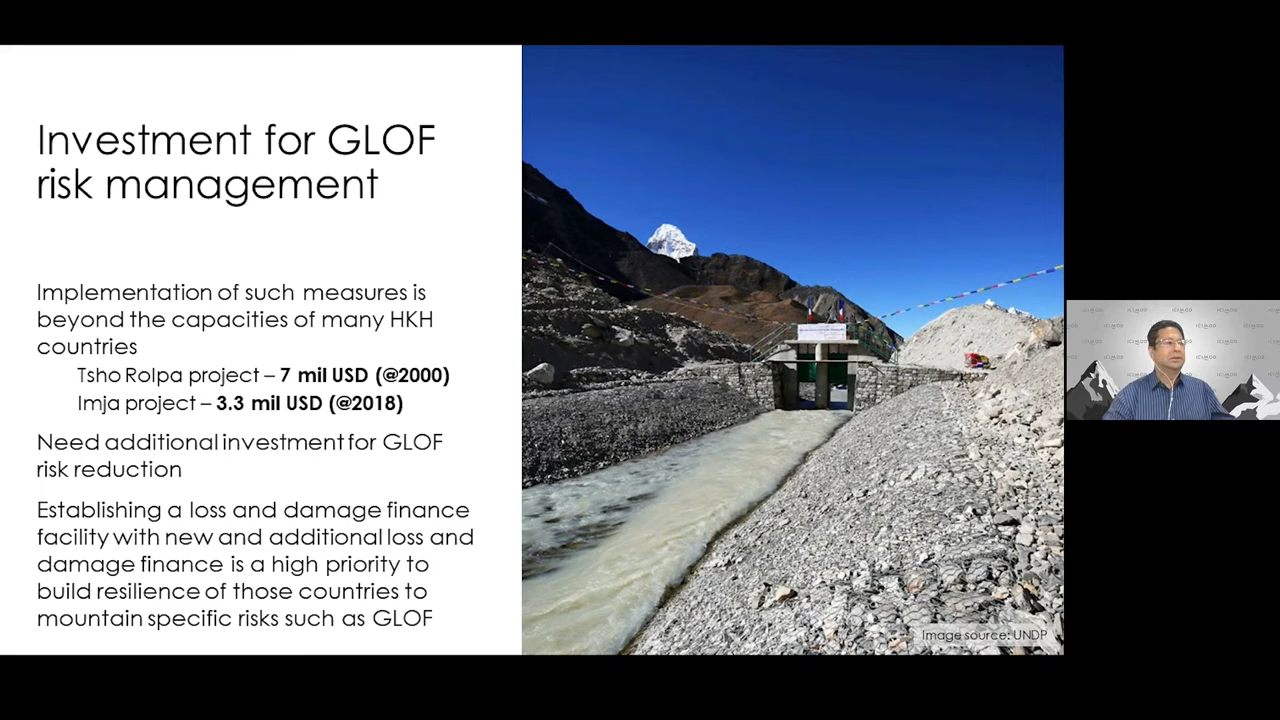 Investment for GLOF
risk management
Implementation of such measures is
beyond the capacities of many HKH
countries
Tsho Rolpa project – 7 mil USD (@2000)
Imja project – 3.3 mil USD (@2018)
Need additional investment for GLOF
risk reduction
Establishing a loss and damage finance
facility with new and additional loss and
damage finance is a high priority to
build resilience of those countries to
mountain specific risks such as GLOF
Image source: UNDP
ICIMOD